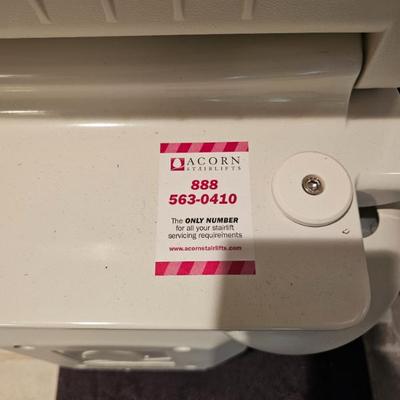 ACORN
STAIRLIFTS
888
563-0410
The ONLY NUMBER
for all your stairlift
servicing requirements
www.acornstairlifts.com